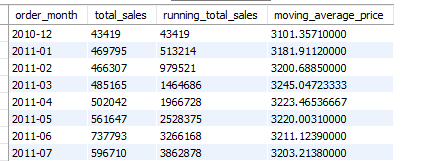 order_month total_sales running_total_sales moving_average_price
2010-12 43419 43419 3101.35710000
2011-01 469795 513214 3181.91120000
2011-02 466307 979521 3200.68850000
2011-03 485165 1464686 3245.04723333
2011-04 502042 1966728 3223.46536667
2011-05 561647 2528375 3220.00310000
2011-06 737793 3266168 3211.12390000
2011-07 596710 3862878 3203.21380000